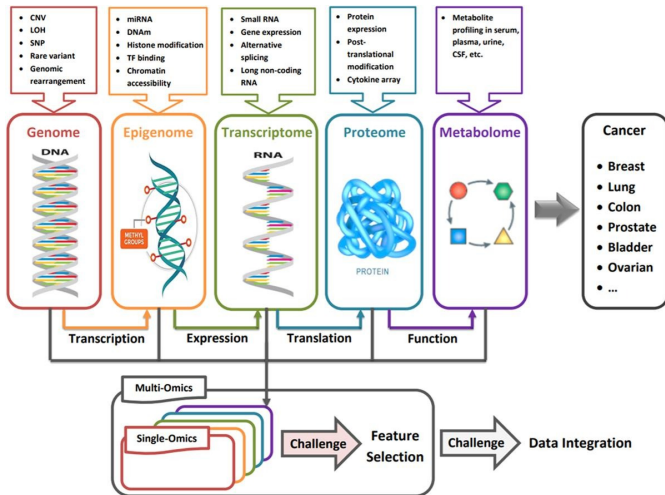 • CNV
• LOH
• SNP
• Rare variant
• Genomic
rearrangement
• miRNA
• DNAm
• Histone modification
• TF binding
• Chromatin
accessibility
• Small RNA
• Gene expression
• Alternative
splicing
• Long non-coding
RNA
• Protein
expression
• Post-
translational
modification
• Cytokine array
• Metabolite
profiling in serum,
plasma, urine,
CSF, etc.
Genome
DNA
Epigenome
METHYL
GROUPS
Transcriptome
RNA
Proteome
PROTEIN
Metabolome
Cancer
• Breast
• Lung
• Colon
• Prostate
• Bladder
• Ovarian
• ...
Transcription
Expression
Translation
Function
Multi-Omics
Single-Omics
Challenge
Feature
Selection
Challenge
Data Integration